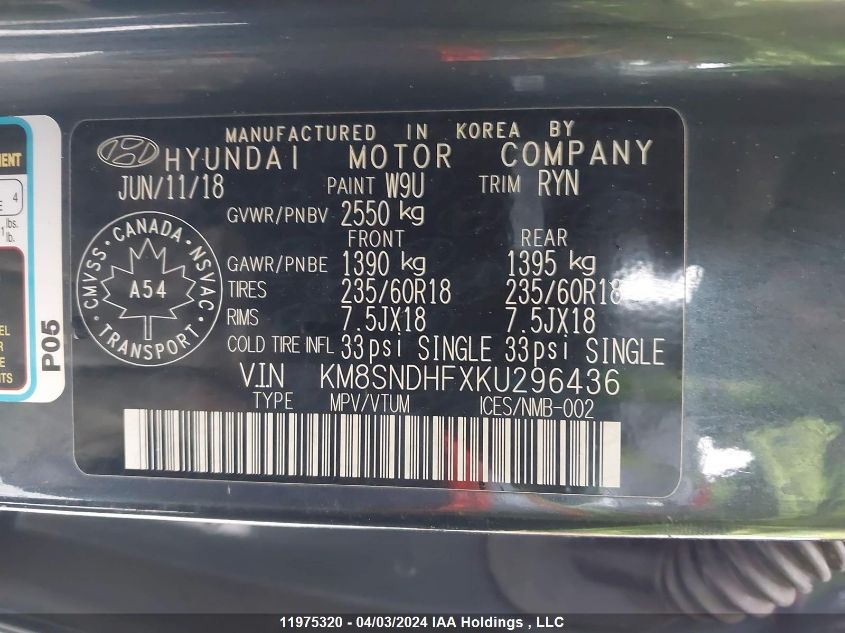 MANUFACTURED IN KOREA BY
HYUNDAI MOTOR COMPANY
JUN/11/18 PAINT W9U TRIM RYN
GVWR/PNBV 2550 kg
FRONT REAR
GAWR/PNBE 1390 kg 1395 kg
TIRES 235/60R18 235/60R18
RIMS 7.5JX18 7.5JX18
COLD TIRE INFL 33psi SINGLE 33psi SINGLE
V.I.N KM8SNDHFXKU296436
TYPE MPV/VTUM ICES/NMB-002
CMVSS • CANADA • NSVAC • TRANSPORT •
A54
4
lbs.
lb.
P05
11975320 - 04/03/2024 IAA Holdings , LLC